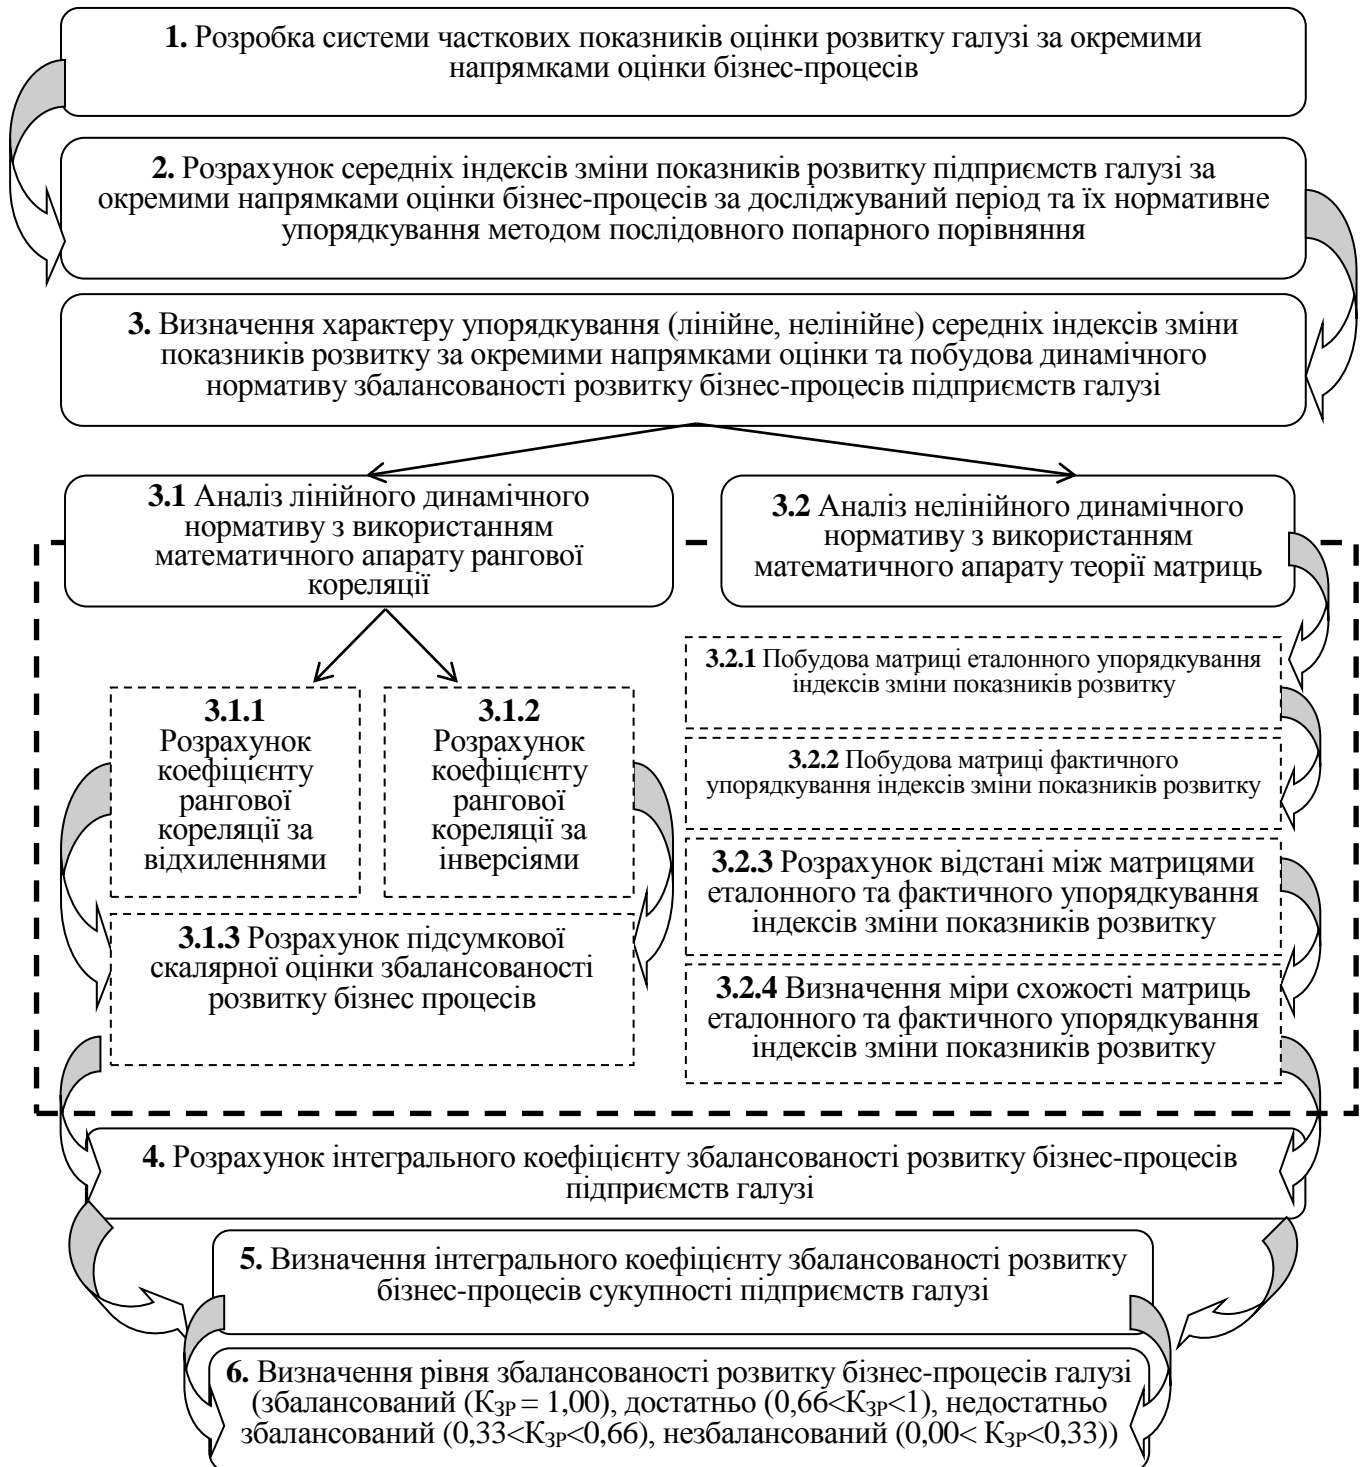 1. Розробка системи часткових показників оцінки розвитку галузі за окремими
напрямками оцінки бізнес-процесів
2. Розрахунок середніх індексів зміни показників розвитку підприємств галузі за
окремими напрямками оцінки бізнес-процесів за досліджуваний період та їх нормативне
упорядкування методом послідовного попарного порівняння
3. Визначення характеру упорядкування (лінійне, нелінійне) середніх індексів зміни
показників розвитку за окремими напрямками оцінки та побудова динамічного
нормативу збалансованості розвитку бізнес-процесів підприємств галузі
3.1 Аналіз лінійного динамічного
нормативу з використанням
математичного апарату рангової
кореляції
3.2 Аналіз нелінійного динамічного
нормативу з використанням
математичного апарату теорії матриць
3.1.1
Розрахунок
коефіцієнту
рангової
кореляції за
відхиленнями
3.1.2
Розрахунок
коефіцієнту
рангової
кореляції за
інверсіями
3.1.3 Розрахунок підсумкової
скалярної оцінки збалансованості
розвитку бізнес процесів
3.2.1 Побудова матриці еталонного упорядкування
індексів зміни показників розвитку
3.2.2 Побудова матриці фактичного
упорядкування індексів зміни показників розвитку
3.2.3 Розрахунок відстані між матрицями
еталонного та фактичного упорядкування
індексів зміни показників розвитку
3.2.4 Визначення міри схожості матриць
еталонного та фактичного упорядкування
індексів зміни показників розвитку
4. Розрахунок інтегрального коефіцієнту збалансованості розвитку бізнес-процесів
підприємств галузі
5. Визначення інтегрального коефіцієнту збалансованості розвитку
бізнес-процесів сукупності підприємств галузі
6. Визначення рівня збалансованості розвитку бізнес-процесів галузі
(збалансований (КЗР = 1,00), достатньо (0,66<КЗР<1), недостатньо
збалансований (0,33<КЗР<0,66), незбалансований (0,00< КЗР<0,33))